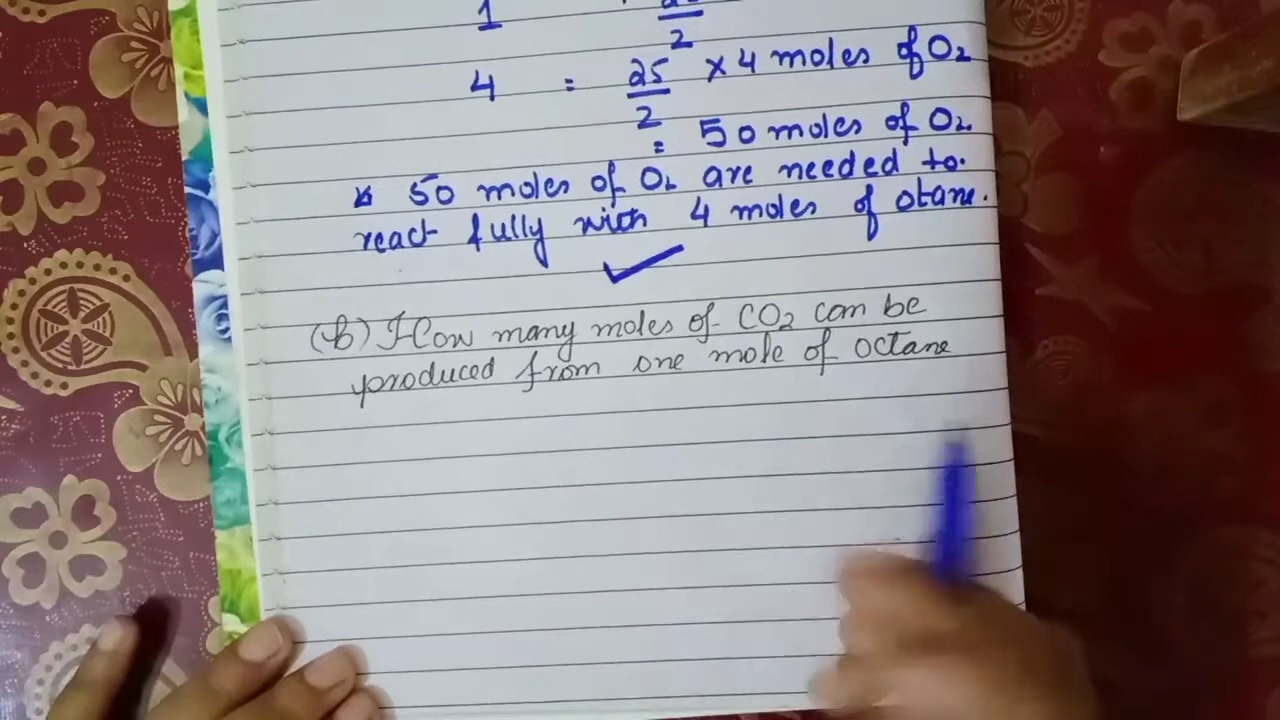 1
2
4 = 25/2 × 4 moles of O₂
= 50 moles of O₂.
50 moles of O₂ are needed to
react fully with 4 moles of otane.
(b) How many moles of CO₂ can be
produced from one mole of octane